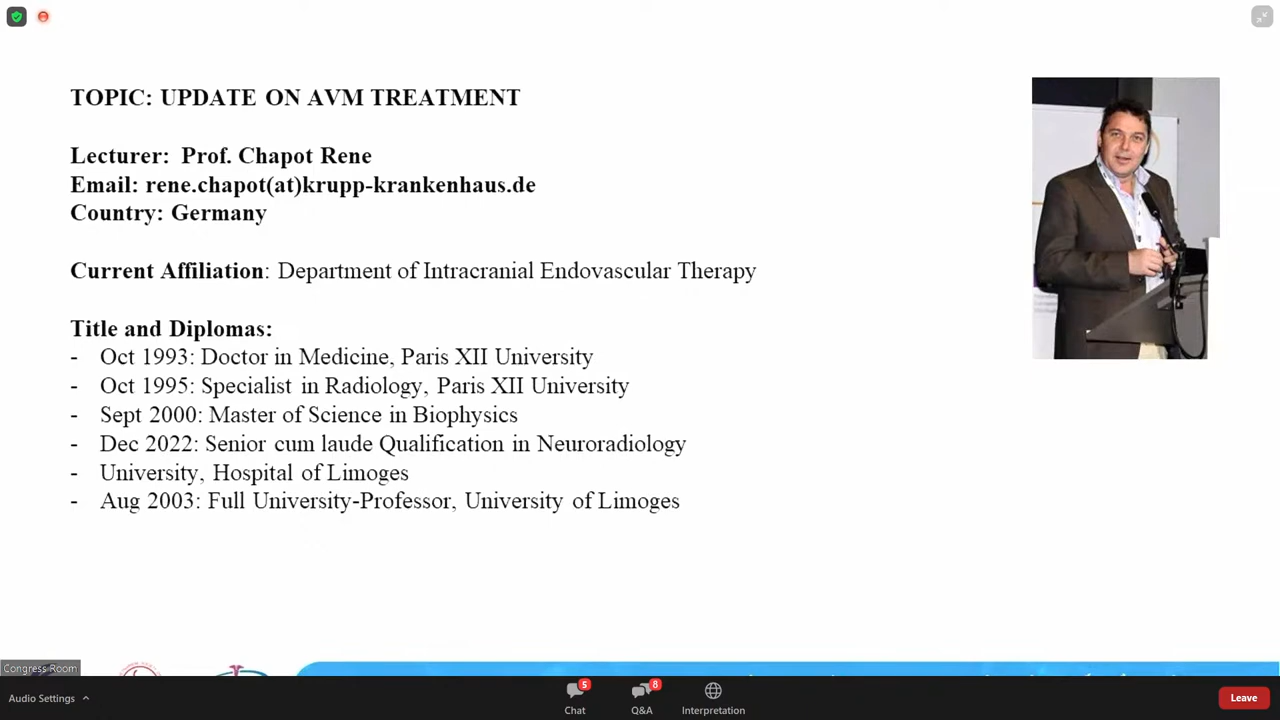 TOPIC: UPDATE ON AVM TREATMENT
Lecturer: Prof. Chapot Rene
Email: rene.chapot(at)krupp-krankenhaus.de
Country: Germany
Current Affiliation: Department of Intracranial Endovascular Therapy
Title and Diplomas:
- Oct 1993: Doctor in Medicine, Paris XII University
- Oct 1995: Specialist in Radiology, Paris XII University
- Sept 2000: Master of Science in Biophysics
- Dec 2022: Senior cum laude Qualification in Neuroradiology
- University, Hospital of Limoges
- Aug 2003: Full University-Professor, University of Limoges
Congress Room
Audio Settings
5
Chat
8
Q&A
Interpretation
Leave